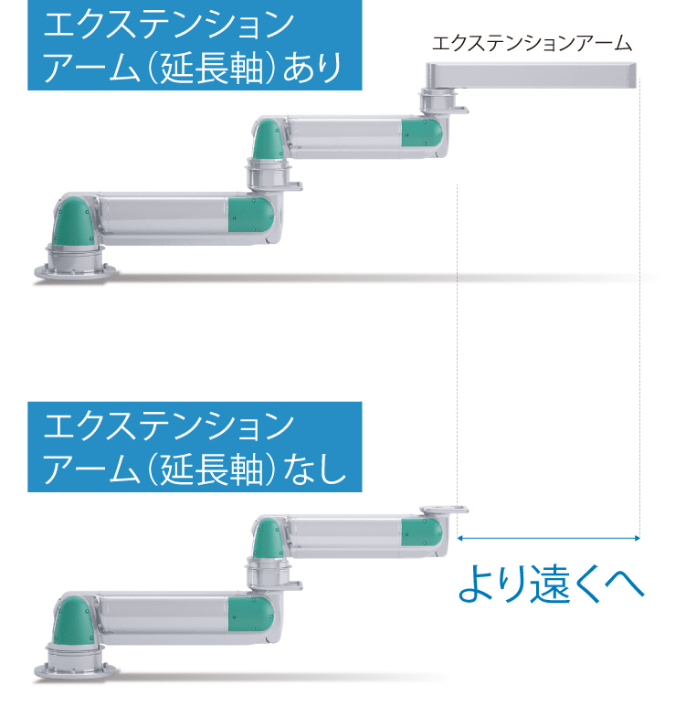 エクステンション
アーム（延長軸）あり
エクステンションアーム
エクステンション
アーム（延長軸）なし
より遠くへ